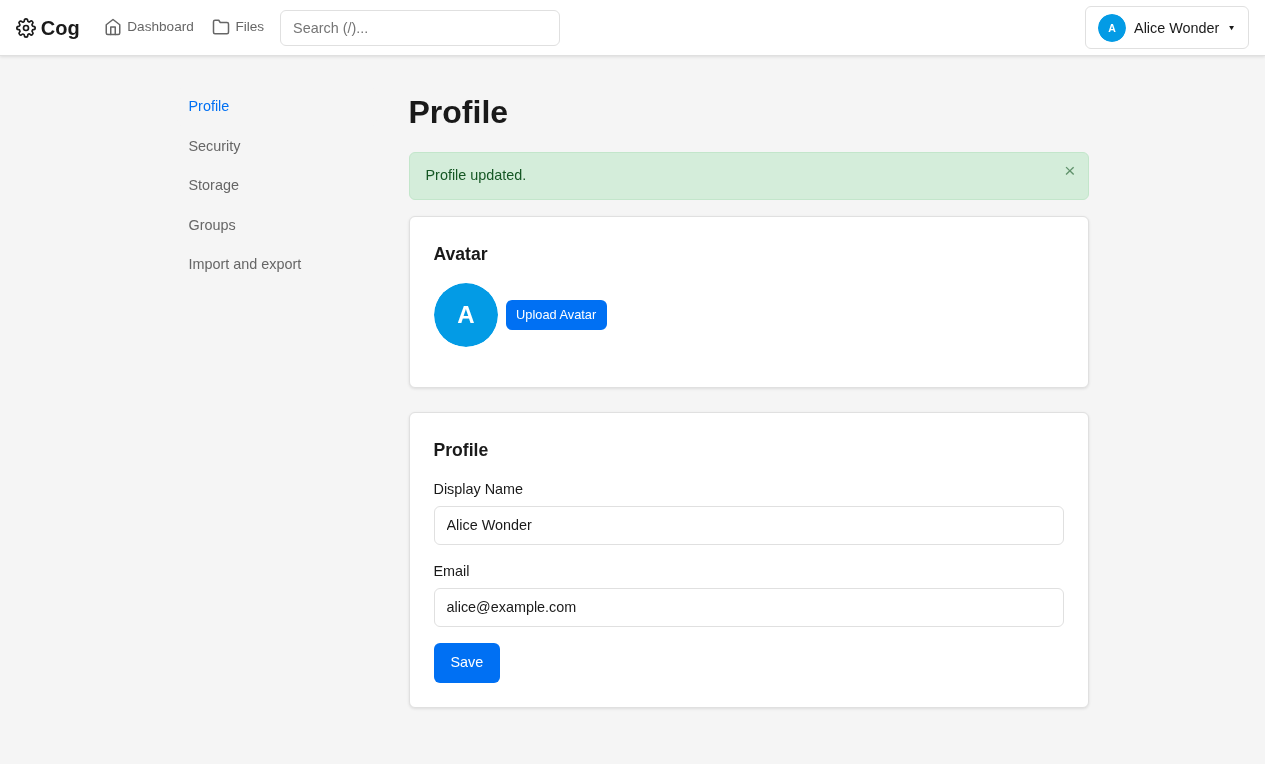 Cog
Dashboard
Files
Search (/)...
A
Alice Wonder
Profile
Security
Storage
Groups
Import and export
Profile
Profile updated.
Avatar
A
Upload Avatar
Profile
Display Name
Alice Wonder
Email
alice@example.com
Save